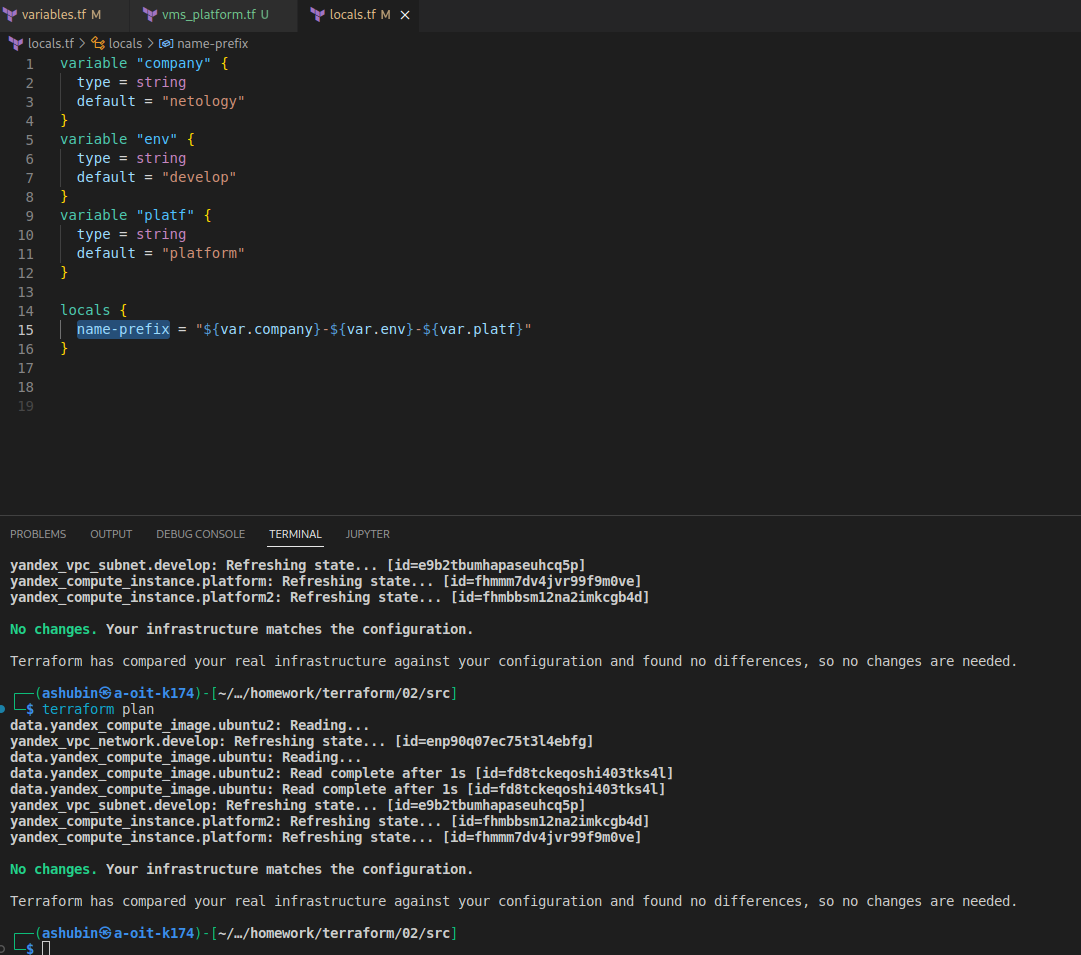 variables.tf M vms_platform.tf U locals.tf M
locals.tf > locals > name-prefix
1 variable "company" {
2 type = string
3 default = "netology"
4 }
5 variable "env" {
6 type = string
7 default = "develop"
8 }
9 variable "platf" {
10 type = string
11 default = "platform"
12 }
13
14 locals {
15 name-prefix = "${var.company}-${var.env}-${var.platf}"
16 }
17
18
19
PROBLEMS OUTPUT DEBUG CONSOLE TERMINAL JUPYTER
yandex_vpc_subnet.develop: Refreshing state... [id=e9b2tbumhapaseuhcq5p]
yandex_compute_instance.platform: Refreshing state... [id=fhmmm7dv4jvr99f9m0ve]
yandex_compute_instance.platform2: Refreshing state... [id=fhmbbsm12na2imkcgb4d]
No changes. Your infrastructure matches the configuration.
Terraform has compared your real infrastructure against your configuration and found no differences, so no changes are needed.
┌──(ashubin㉿a-oit-k174)-[~/…/homework/terraform/02/src]
└─$ terraform plan
data.yandex_compute_image.ubuntu2: Reading...
yandex_vpc_network.develop: Refreshing state... [id=enp90q07ec75t3l4ebfg]
data.yandex_compute_image.ubuntu: Reading...
data.yandex_compute_image.ubuntu2: Read complete after 1s [id=fd8tckeqoshi403tks4l]
data.yandex_compute_image.ubuntu: Read complete after 1s [id=fd8tckeqoshi403tks4l]
yandex_vpc_subnet.develop: Refreshing state... [id=e9b2tbumhapaseuhcq5p]
yandex_compute_instance.platform2: Refreshing state... [id=fhmbbsm12na2imkcgb4d]
yandex_compute_instance.platform: Refreshing state... [id=fhmmm7dv4jvr99f9m0ve]
No changes. Your infrastructure matches the configuration.
Terraform has compared your real infrastructure against your configuration and found no differences, so no changes are needed.
┌──(ashubin㉿a-oit-k174)-[~/…/homework/terraform/02/src]
└─$